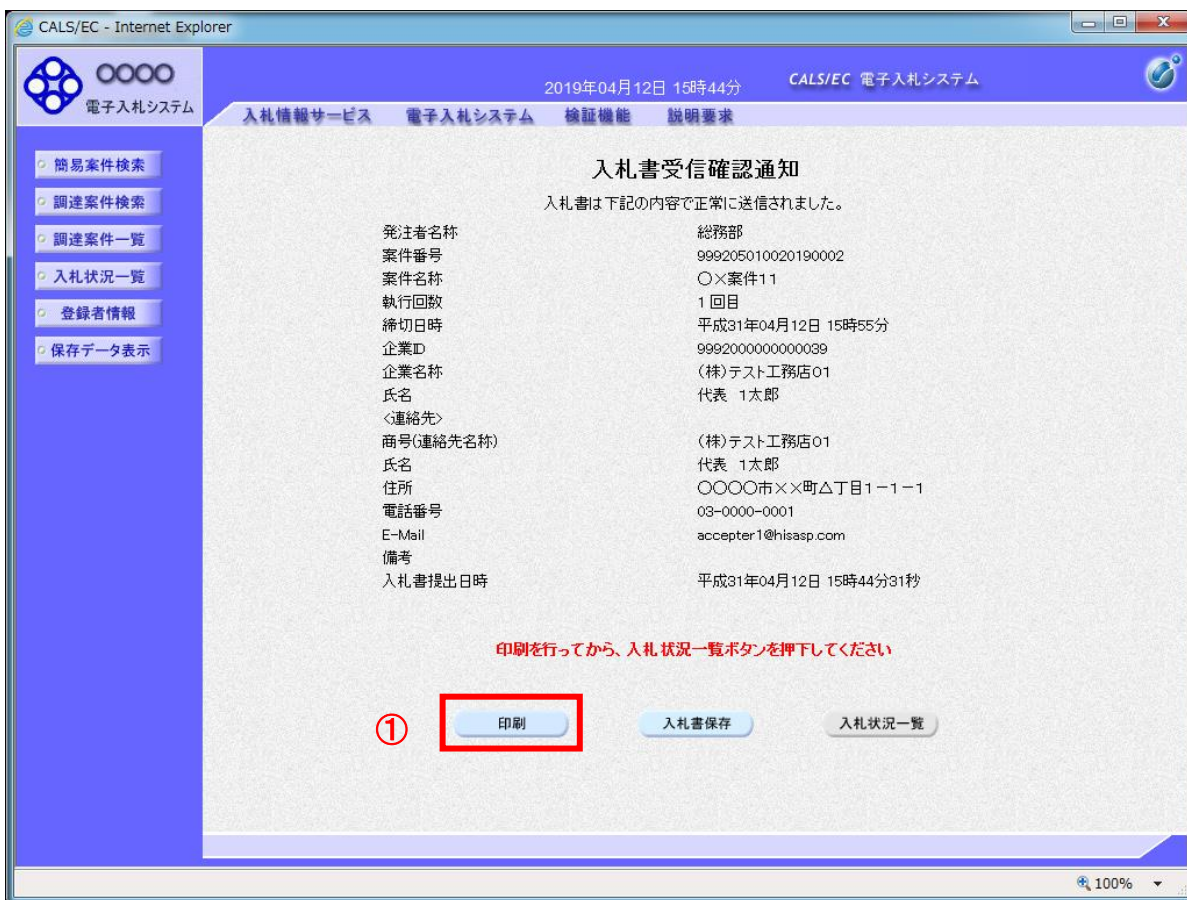 CALS/EC - Internet Explorer
○○○○
電子入札システム
2019年04月12日 15時44分
CALS/EC 電子入札システム
入札情報サービス 電子入札システム 検証機能 説明要求
簡易案件検索
調達案件検索
調達案件一覧
入札状況一覧
登録者情報
保存データ表示
入札書受信確認通知
入札書は下記の内容で正常に送信されました。
発注者名称 総務部
案件番号 999205010020190002
案件名称 ○×案件11
執行回数 1回目
締切日時 平成31年04月12日 15時55分
企業ID 9992000000000039
企業名称 (株)テスト工務店01
氏名 代表 1太郎
<連絡先>
商号(連絡先名称) (株)テスト工務店01
氏名 代表 1太郎
住所 ○○○○市××町△丁目1-1-1
電話番号 03-0000-0001
E-Mail accepter1@hisasp.com
備考
入札書提出日時 平成31年04月12日 15時44分31秒
印刷を行ってから、入札状況一覧ボタンを押下してください
① 印刷 入札書保存 入札状況一覧
100%